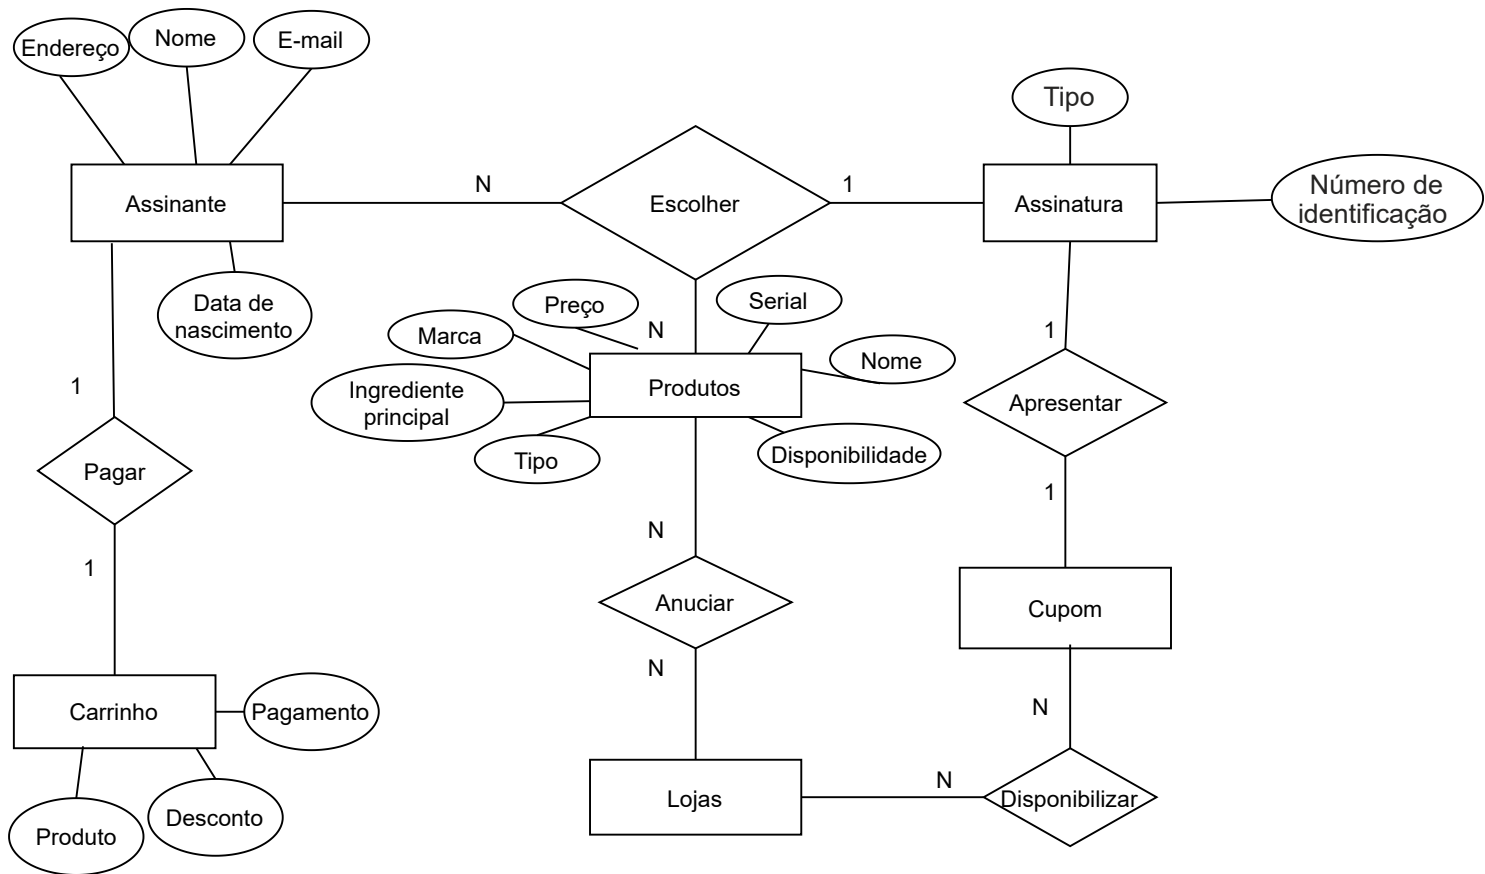 Endereço
Nome
E-mail
Tipo
Assinante
N
Escolher
1
Assinatura
Número de
identificação
Data de
nascimento
Preço
Serial
Marca
N
Nome
1
Ingrediente
principal
Produtos
1
Apresentar
Tipo
Disponibilidade
Pagar
1
N
1
Anuciar
Cupom
N
Carrinho
Pagamento
N
Produto
Desconto
Lojas
N
Disponibilizar